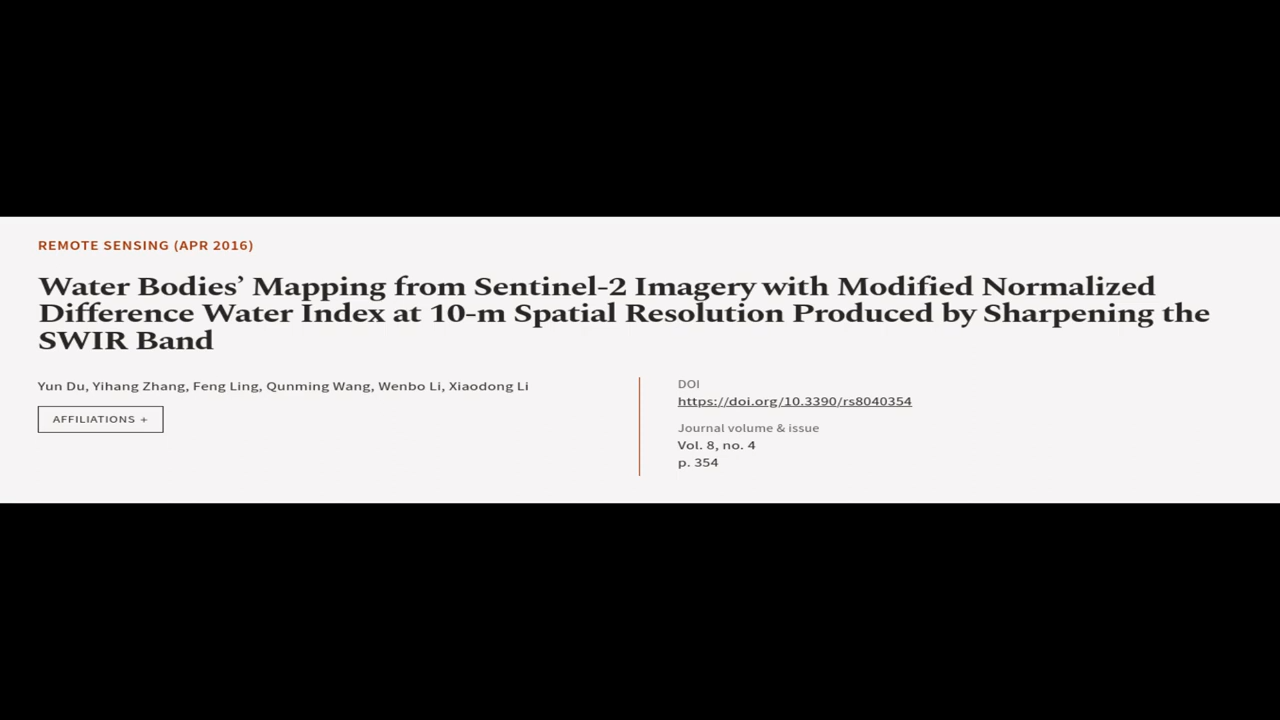 REMOTE SENSING (APR 2016)
Water Bodies’ Mapping from Sentinel-2 Imagery with Modified Normalized
Difference Water Index at 10-m Spatial Resolution Produced by Sharpening the
SWIR Band
Yun Du, Yihang Zhang, Feng Ling, Qunming Wang, Wenbo Li, Xiaodong Li
AFFILIATIONS +
DOI
https://doi.org/10.3390/rs8040354
Journal volume & issue
Vol. 8, no. 4
p. 354